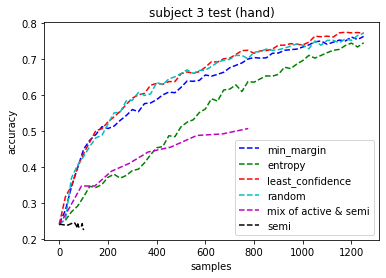 subject 3 test (hand)
accuracy
0.8
0.7
0.6
0.5
0.4
0.3
0.2
min_margin
entropy
least_confidence
random
mix of active & semi
semi
0 200 400 600 800 1000 1200
samples